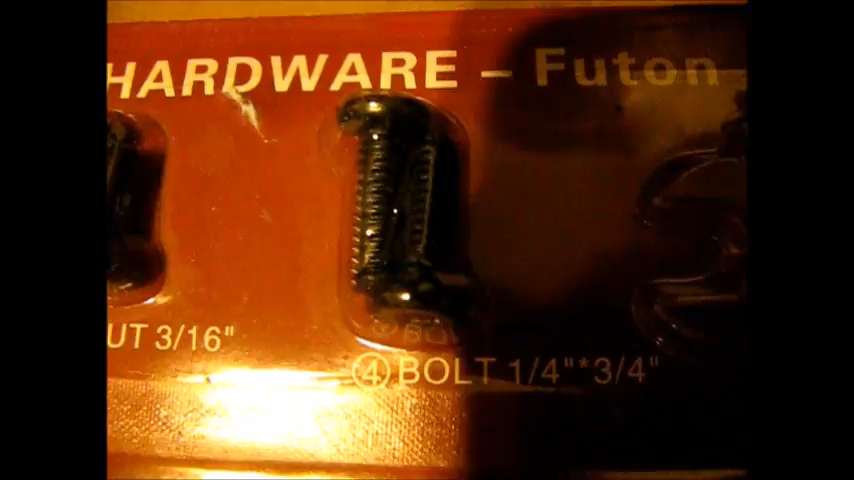 HARDWARE – Futon
UT 3/16"
④ BOLT 1/4"*3/4"